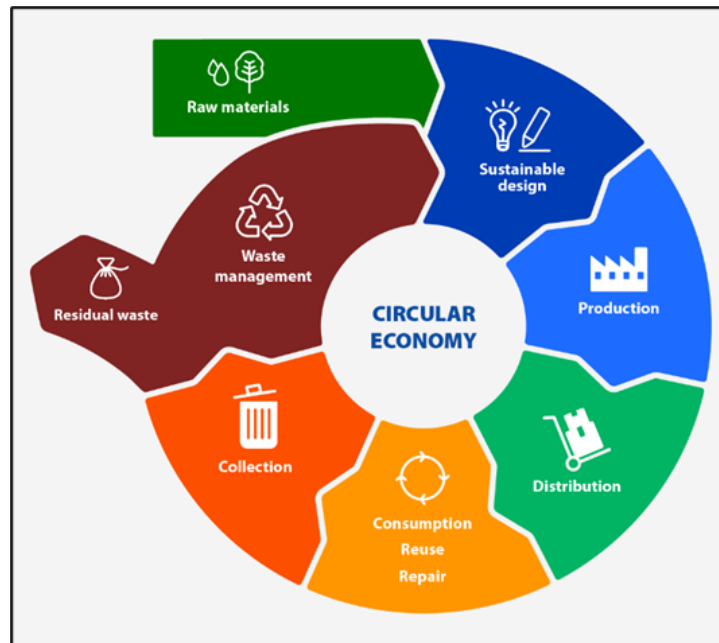 Raw materials
Sustainable
design
Production
Distribution
Consumption
Reuse
Repair
Collection
Waste
management
Residual waste
CIRCULAR
ECONOMY